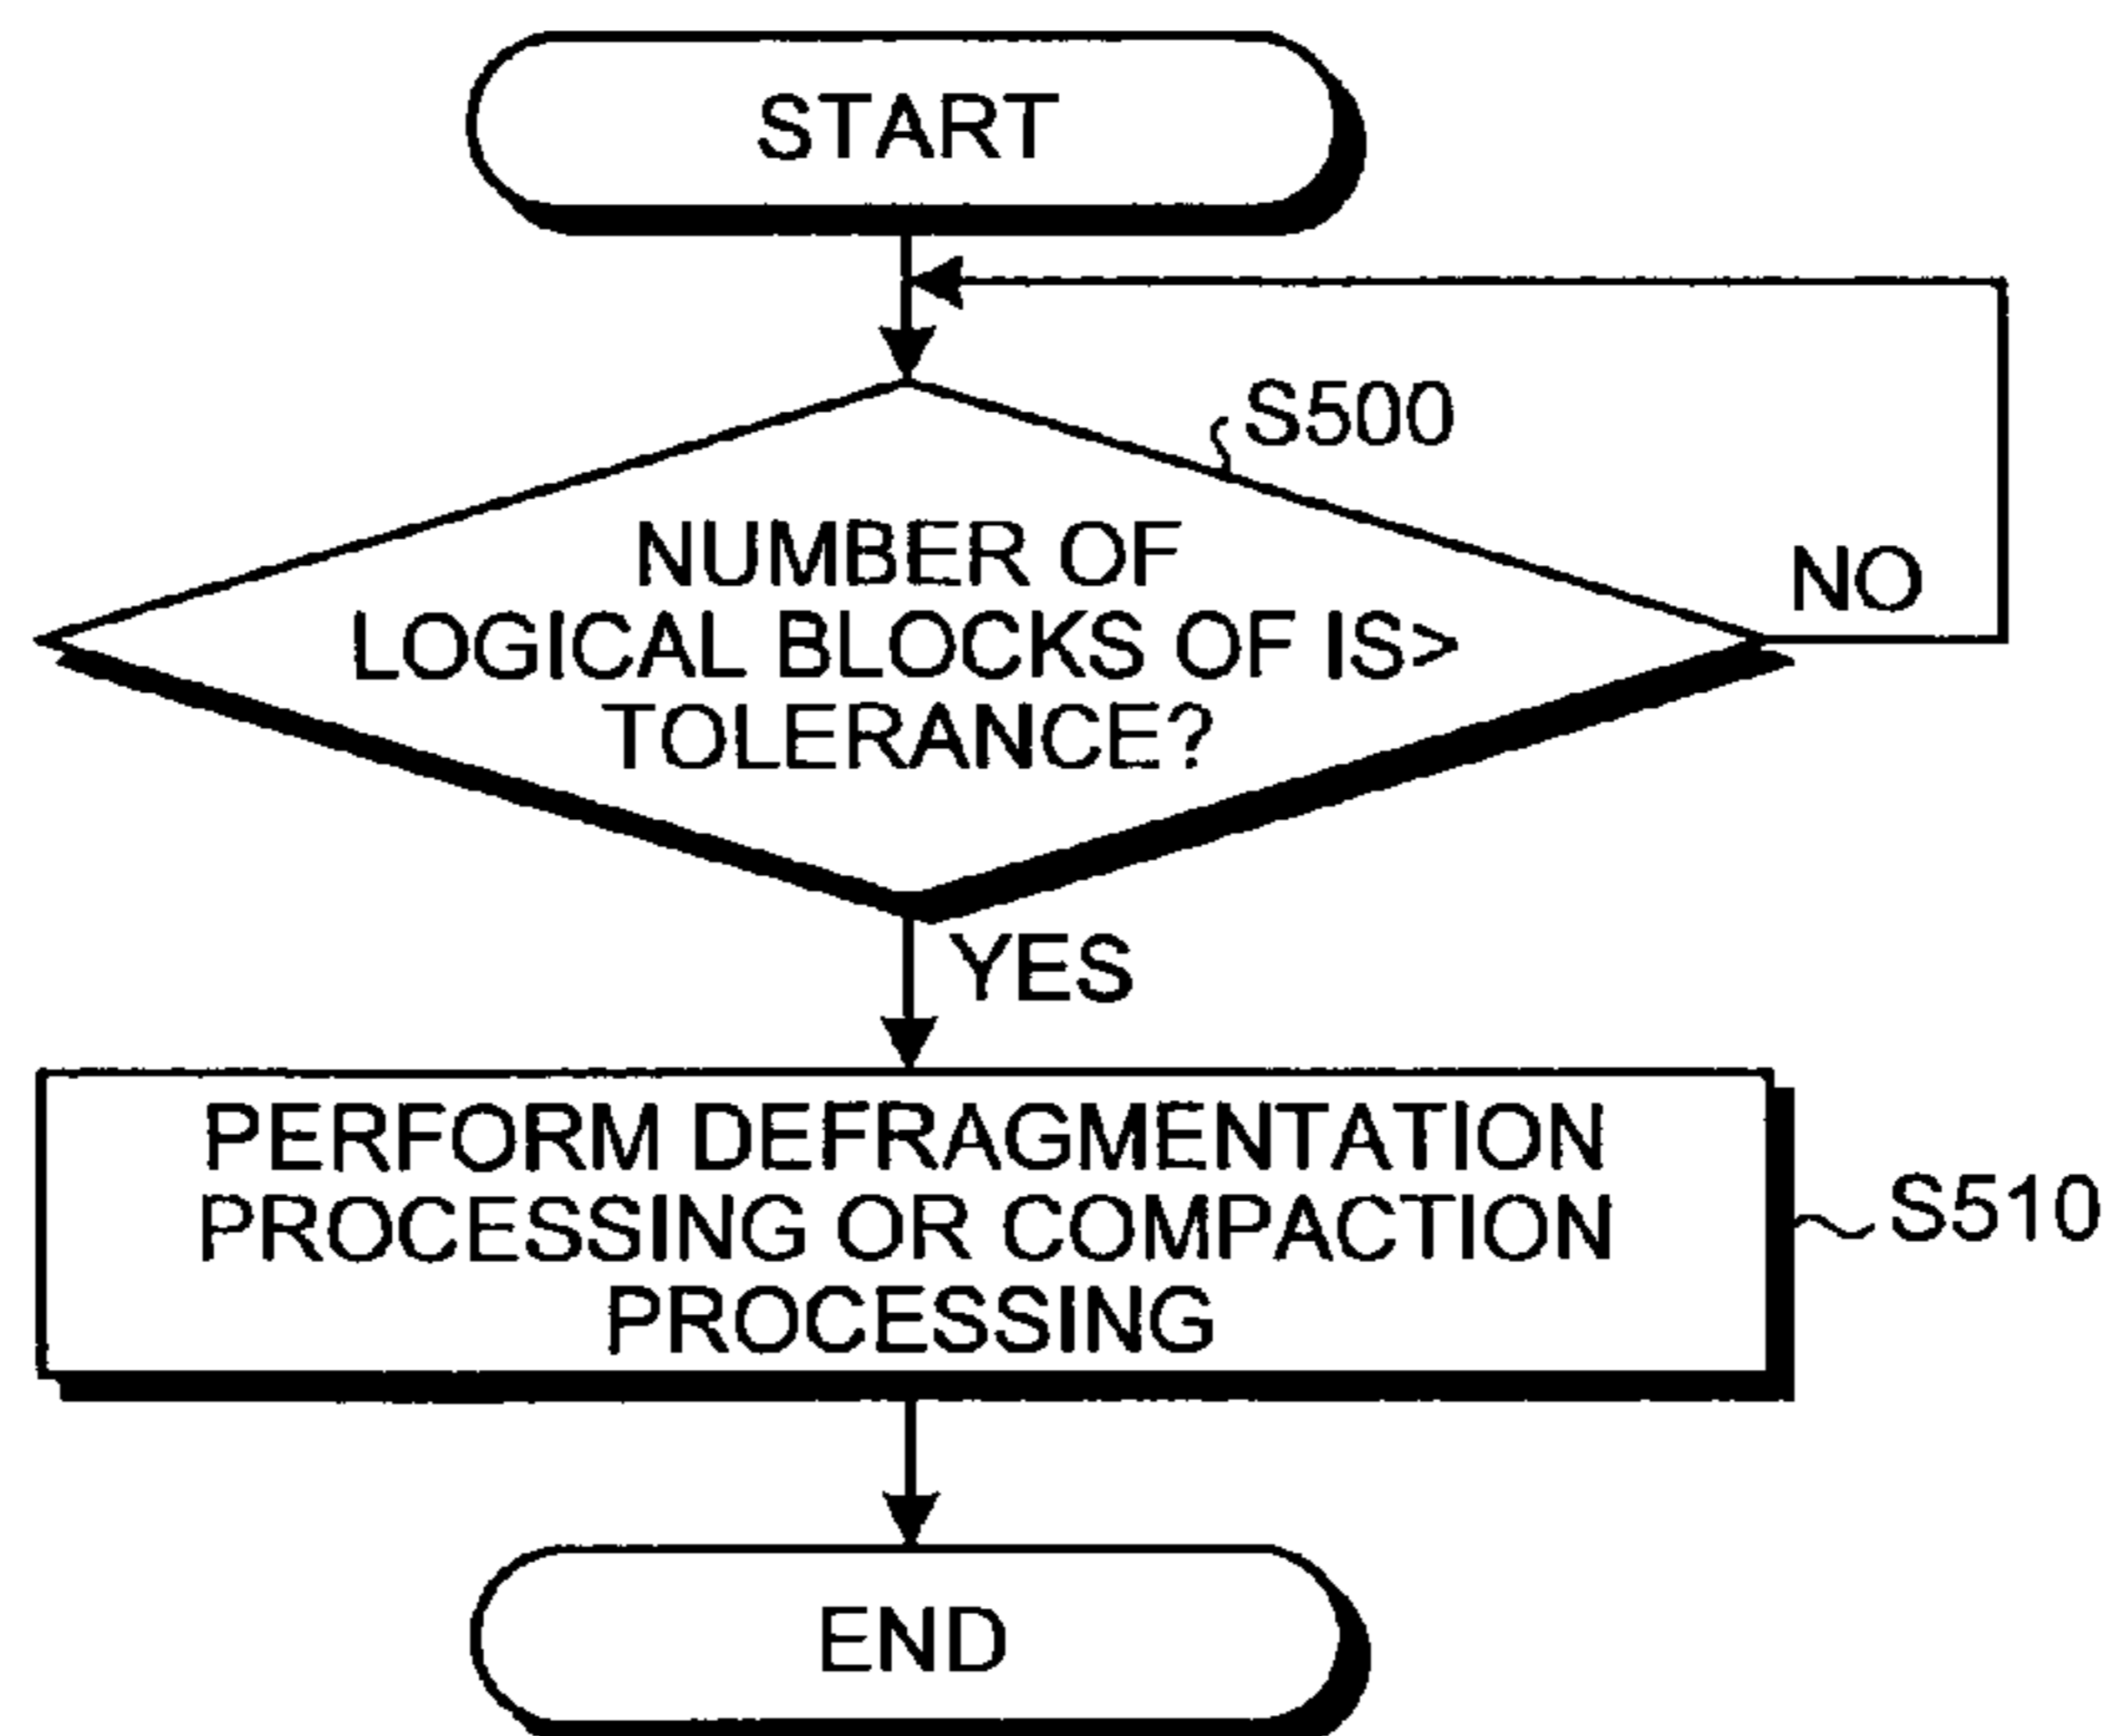 START
S500
NUMBER OF
LOGICAL BLOCKS OF IS>
TOLERANCE?
NO
YES
PERFORM DEFRAGMENTATION
PROCESSING OR COMPACTION
PROCESSING
S510
END